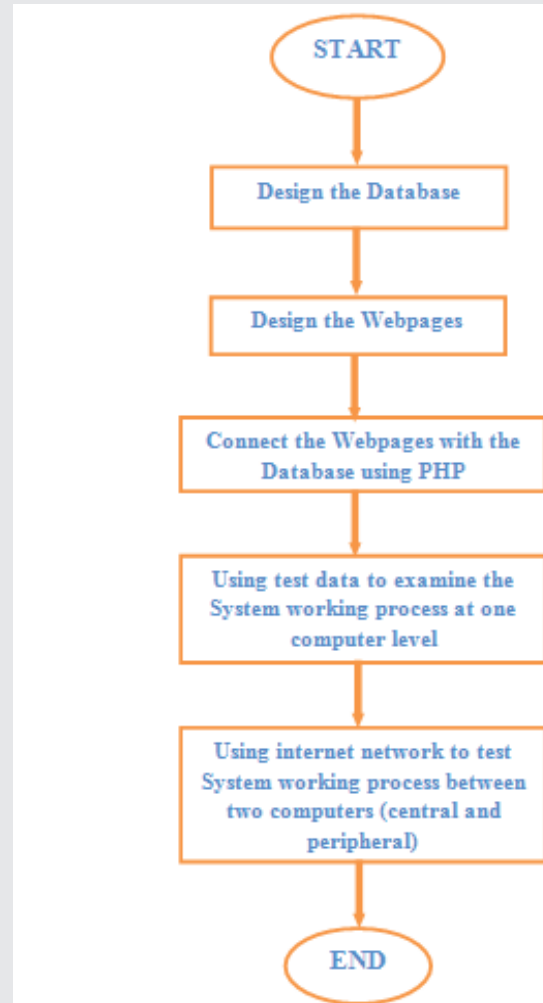 START
Design the Database
Design the Webpages
Connect the Webpages with the
Database using PHP
Using test data to examine the
System working process at one
computer level
Using internet network to test
System working process between
two computers (central and
peripheral)
END